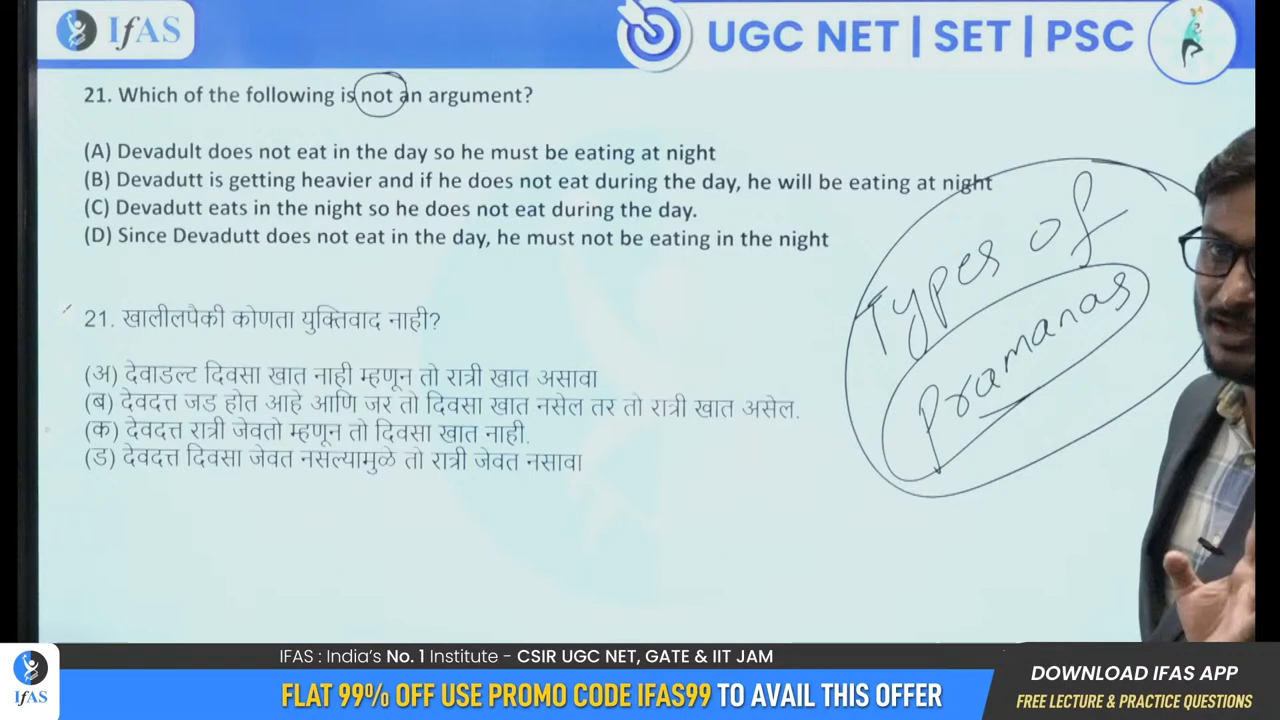 IfAS
UGC NET | SET | PSC
21. Which of the following is not an argument?
(A) Devadult does not eat in the day so he must be eating at night
(B) Devadutt is getting heavier and if he does not eat during the day, he will be eating at night
(C) Devadutt eats in the night so he does not eat during the day.
(D) Since Devadutt does not eat in the day, he must not be eating in the night
Types of
Pramanas
21. खालीलपैकी कोणता युक्तिवाद नाही?
(अ) देवाडल्ट दिवसा खात नाही म्हणून तो रात्री खात असावा
(ब) देवदत्त जड होत आहे आणि जर तो दिवसा खात नसेल तर तो रात्री खात असेल.
(क) देवदत्त रात्री जेवतो म्हणून तो दिवसा खात नाही.
(ड) देवदत्त दिवसा जेवत नसल्यामुळे तो रात्री जेवत नसावा
IFAS : India's No. 1 Institute - CSIR UGC NET, GATE & IIT JAM
IfAS
FLAT 99% OFF USE PROMO CODE IFAS99 TO AVAIL THIS OFFER
DOWNLOAD IFAS APP
FREE LECTURE & PRACTICE QUESTIONS